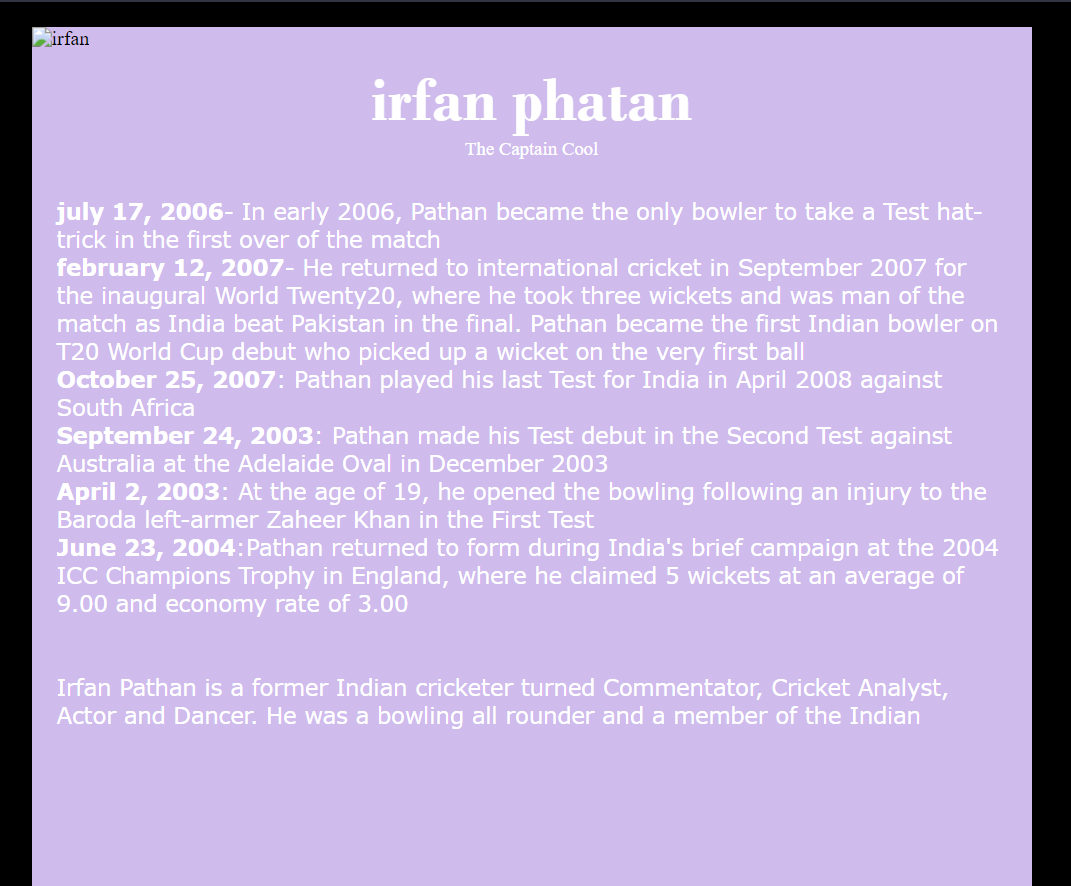 irfan
irfan phatan
The Captain Cool
july 17, 2006- In early 2006, Pathan became the only bowler to take a Test hat-
trick in the first over of the match
february 12, 2007- He returned to international cricket in September 2007 for
the inaugural World Twenty20, where he took three wickets and was man of the
match as India beat Pakistan in the final. Pathan became the first Indian bowler on
T20 World Cup debut who picked up a wicket on the very first ball
October 25, 2007: Pathan played his last Test for India in April 2008 against
South Africa
September 24, 2003: Pathan made his Test debut in the Second Test against
Australia at the Adelaide Oval in December 2003
April 2, 2003: At the age of 19, he opened the bowling following an injury to the
Baroda left-armer Zaheer Khan in the First Test
June 23, 2004:Pathan returned to form during India's brief campaign at the 2004
ICC Champions Trophy in England, where he claimed 5 wickets at an average of
9.00 and economy rate of 3.00
Irfan Pathan is a former Indian cricketer turned Commentator, Cricket Analyst,
Actor and Dancer. He was a bowling all rounder and a member of the Indian